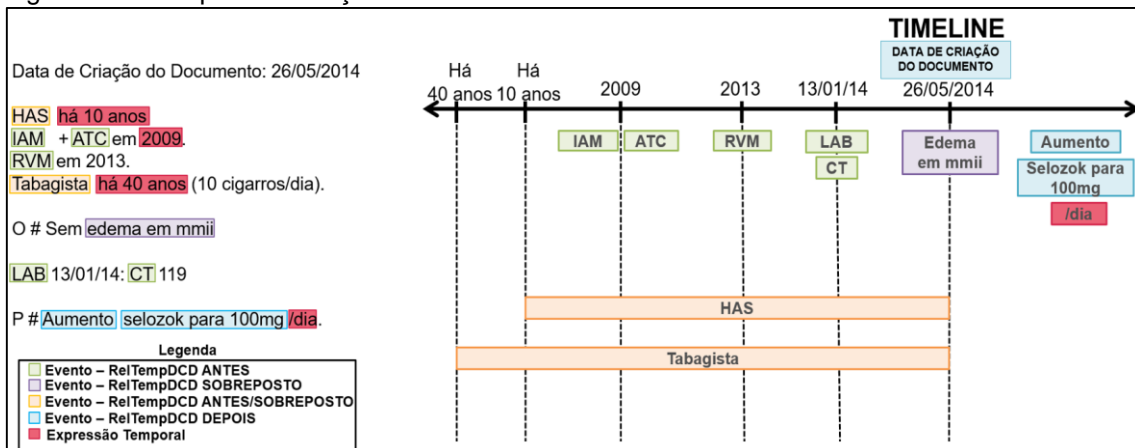 Data de Criação do Documento: 26/05/2014
HAS há 10 anos
IAM + ATC em 2009.
RVM em 2013.
Tabagista há 40 anos (10 cigarros/dia).
O # Sem edema em mmii
LAB 13/01/14: CT 119
P # Aumento selozok para 100mg /dia.
Legenda
Evento – RelTempDCD ANTES
Evento – RelTempDCD SOBREPOSTO
Evento – RelTempDCD ANTES/SOBREPOSTO
Evento – RelTempDCD DEPOIS
Expressão Temporal
TIMELINE
DATA DE CRIAÇÃO
DO DOCUMENTO
Há
40 anos
Há
10 anos
2009
2013
13/01/14
26/05/2014
IAM
ATC
RVM
LAB
CT
Edema
em mmii
Aumento
Selozok para
100mg
/dia
HAS
Tabagista